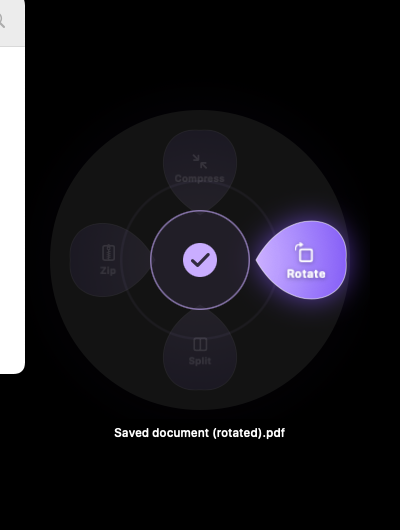 Compress
Zip
Rotate
Split
Saved document (rotated).pdf